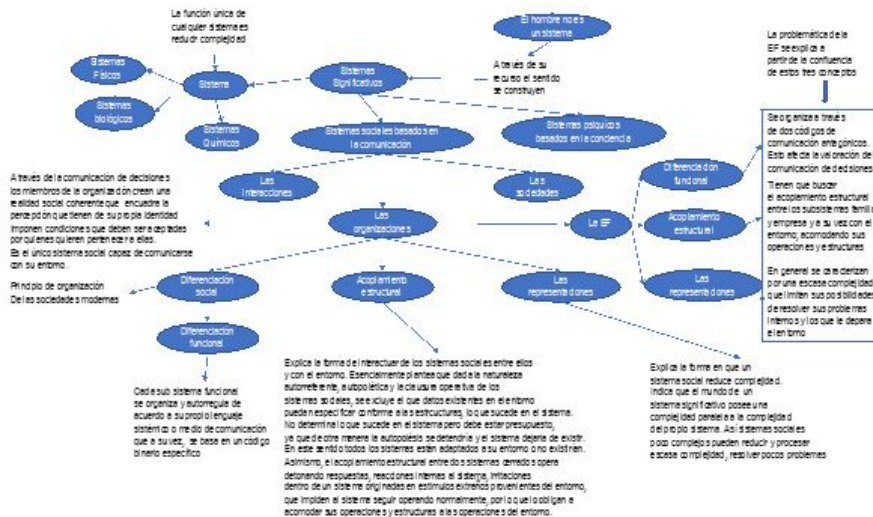 La función única de
cualquier sistema es
reducir complejidad
El hombre no es
un sistema
La problemática de la
EF se explica a
partir de la confluencia
de estos tres conceptos
Sistemas
Físicos
Sistema
Sistemas
Significativos
A través de su
recurso el sentido
se construyen
Sistemas
biológicos
Sistemas
Químicos
Sistemas sociales basados en
la comunicación
Sistemas psíquicos
basados en la conciencia
Se organiza a través
de dos códigos de
comunicación antagónicos.
Esto afecta la valoración de
comunicación de decisiones
A través de la comunicación de decisiones
los miembros de la organización crean una
realidad social coherente que encuadra la
percepción que tienen de su propia identidad
Imponen condiciones que deben ser aceptadas
por quienes quieren pertenecer a ellas.
Es el único sistema social capaz de comunicarse
con su entorno.
Las
interacciones
Las
sociedades
Diferenciación
funcional
Las
organizaciones
La EF
Acoplamiento
estructural
Tienen que buscar
el acoplamiento estructural
entre los subsistemas familia
y empresa y a su vez con el
entorno, acomodando sus
operaciones y estructuras
Principio de organización
De las sociedades modernas
Diferenciación
social
Acoplamiento
estructural
Las
representaciones
Las
representaciones
En general se caracterizan
por una escasa complejidad
que limitan sus posibilidades
de resolver sus problemas
internos y los que le depara
el entorno
Diferenciación
funcional
Cada sub sistema funcional
se organiza y autorregula de
acuerdo a su propio lenguaje
sistémico o medio de comunicación
que a su vez, se basa en un código
binario específico
Explica la forma de interactuar de los sistemas sociales entre ellos
y con el entorno. Esencialmente plantea que dad a la naturaleza
autorreferente, autopoiética y la clausura operativa de los
sistemas sociales, se excluye el que datos existentes en el entorno
puedan especificar conforme a las estructuras, lo que sucede en el sistema.
No determina lo que sucede en el sistema pero debe estar presupuesto,
ya que de otra manera la autopoiesis se detendría y el sistema dejaría de existir.
En este sentido todos los sistemas están adaptados a su entorno o no existirían.
Asimismo, el acoplamiento estructural entre dos sistemas cerrados opera
detonando respuestas, reacciones internas al sistema, irritaciones
dentro de un sistema originadas en estímulos extraños provenientes del entorno,
que impiden al sistema seguir operando normalmente, por lo que lo obligan a
acomodar sus operaciones y estructuras a las operaciones del entorno.
Explica la forma en que un
sistema social reduce complejidad.
Indica que el mundo de un
sistema significativo posee una
complejidad paralela a la complejidad
del propio sistema. Así sistemas sociales
poco complejos pueden reducir y procesar
escasa complejidad, resolver pocos problemas